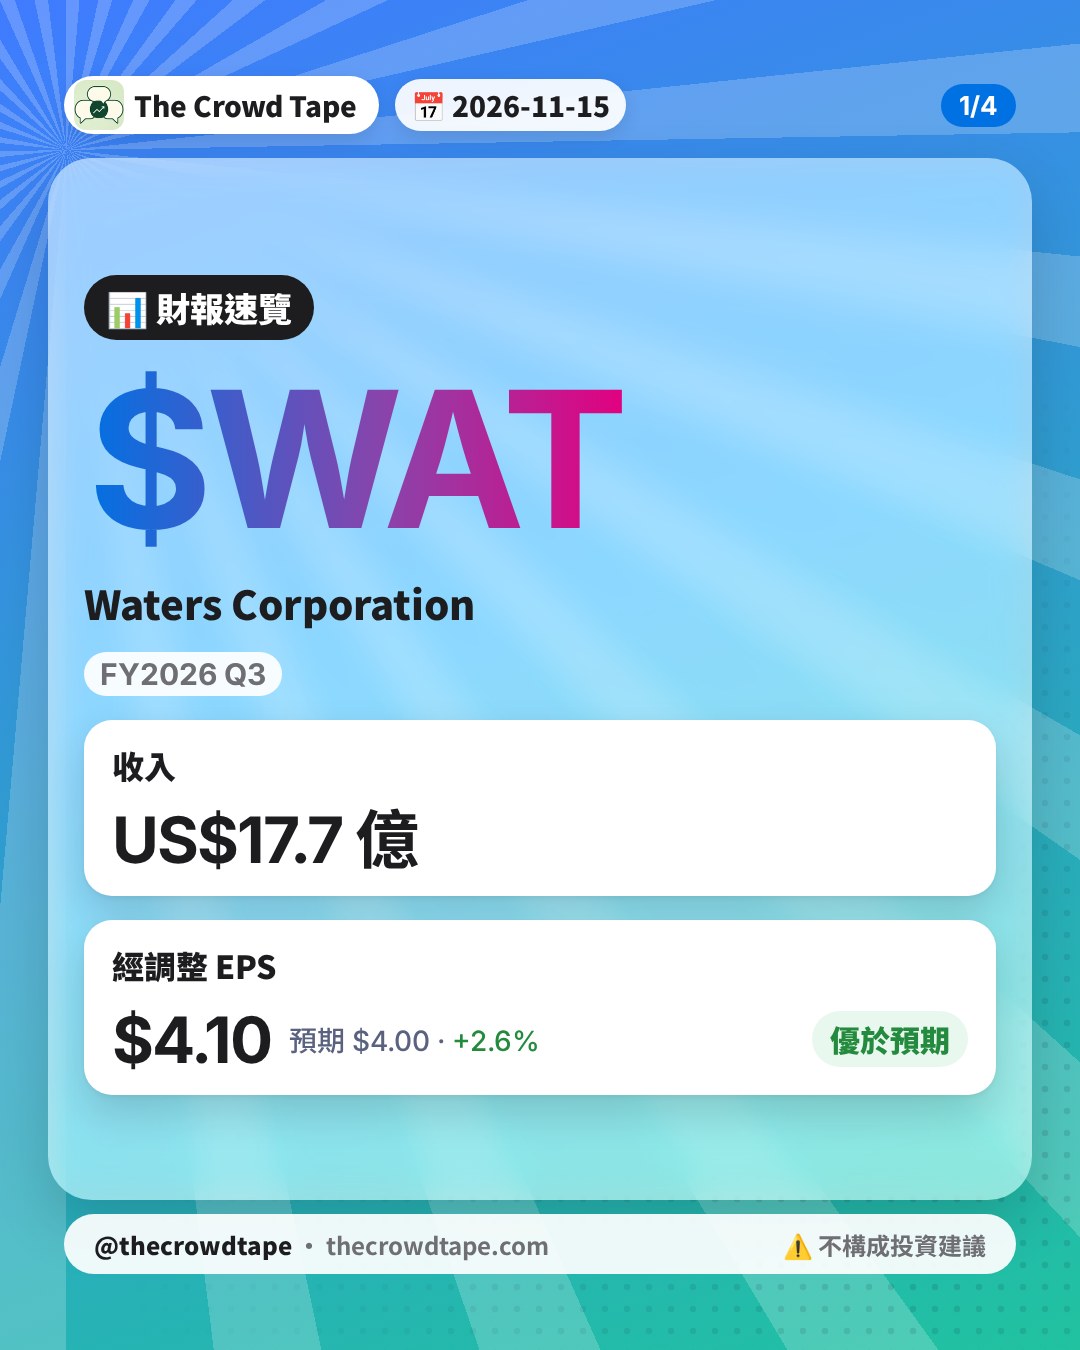 The Crowd Tape
📅 2026-11-15
1/4
📊 財報速覽
$WAT
Waters Corporation
FY2026 Q3
收入
US$17.7 億
經調整 EPS
$4.10 預期 $4.00 · +2.6% 優於預期
@thecrowdtape • thecrowdtape.com ⚠️ 不構成投資建議